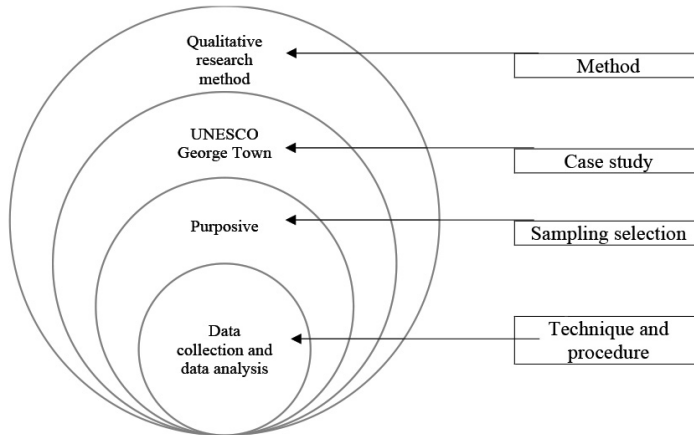 Qualitative
research
method
Method
UNESCO
George Town
Case study
Purposive
Sampling selection
Data
collection and
data analysis
Technique and
procedure